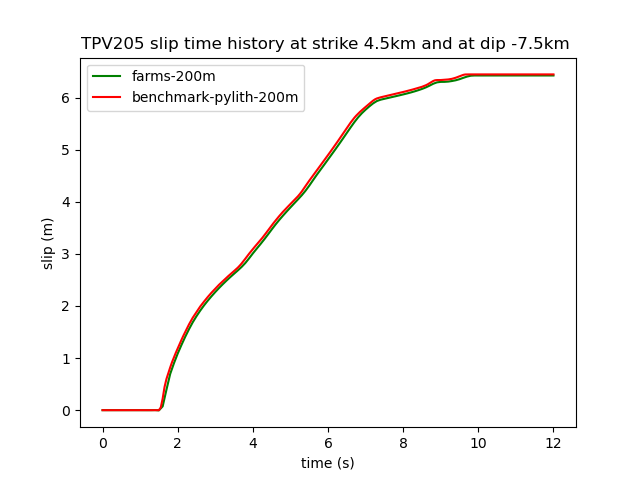 TPV205 slip time history at strike 4.5km and at dip -7.5km
farms-200m
benchmark-pylith-200m
slip (m)
6
5
4
3
2
1
0
0 2 4 6 8 10 12
time (s)